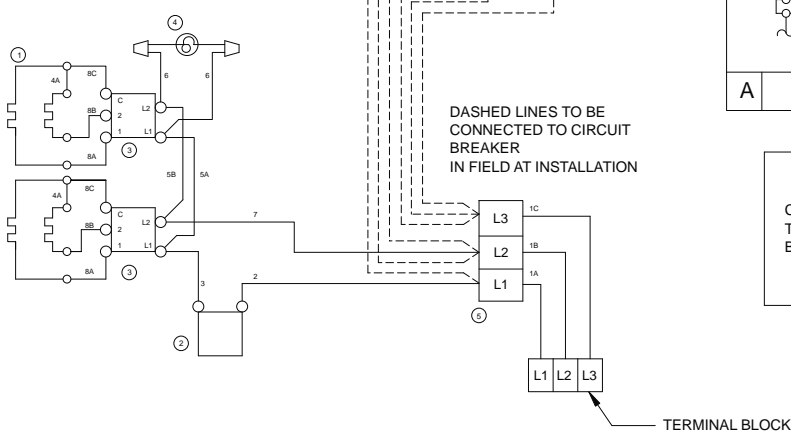 4
6
6
1
8C
4A
C
L2
8B
2
1
L1
3
8A
5B
5A
8C
4A
C
L2
8B
2
1
L1
3
8A
7
3
2
2
DASHED LINES TO BE
CONNECTED TO CIRCUIT
BREAKER
IN FIELD AT INSTALLATION
L3
1C
L2
1B
L1
1A
5
L1 L2 L3
TERMINAL BLOCK
A